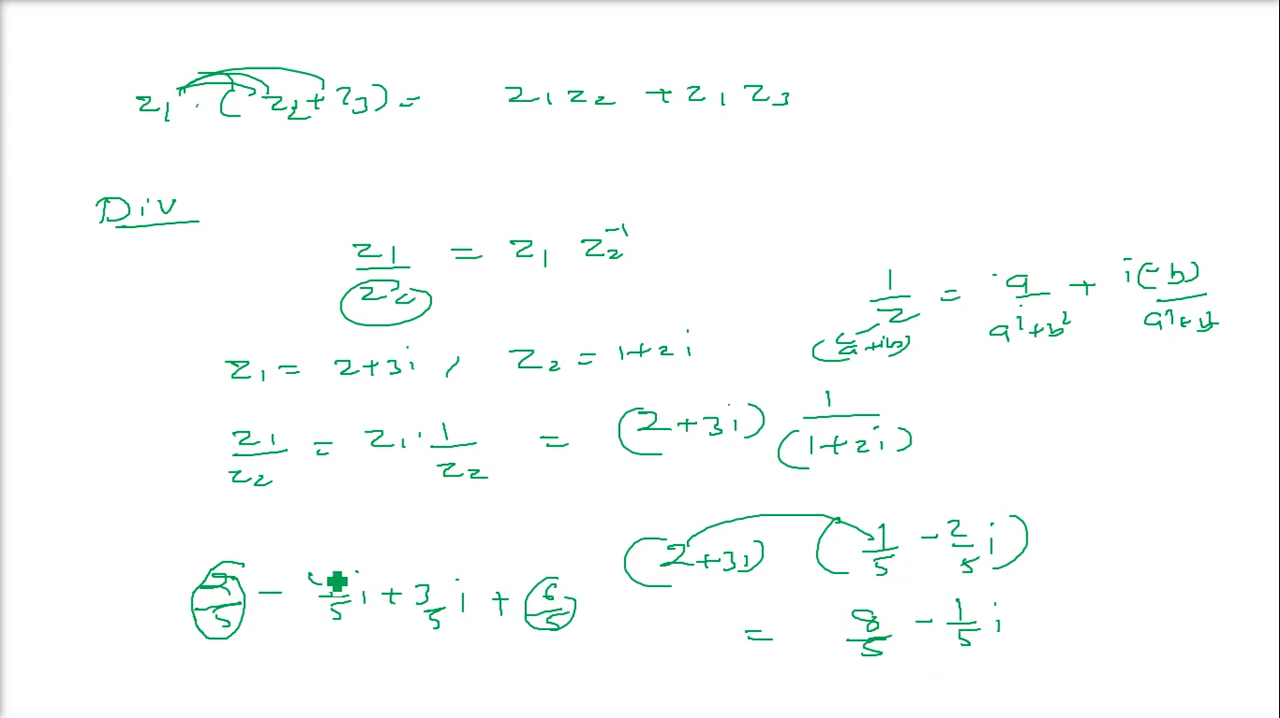 z₁ · (z₂ + z₃) = z₁z₂ + z₁z₃
Div
z₁/z₂ = z₁ z₂⁻¹
1/z = a/(a²+b²) + i(-b)/(a²+b²)
(a+ib)
z₁ = 2+3i , z₂ = 1+2i
z₁/z₂ = z₁ · 1/z₂ = (2+3i) 1/(1+2i)
(2+3i) (1/5 - 2/5 i)
2/5 - /5 i + 3/5 i + 6/5
= 8/5 - 1/5 i